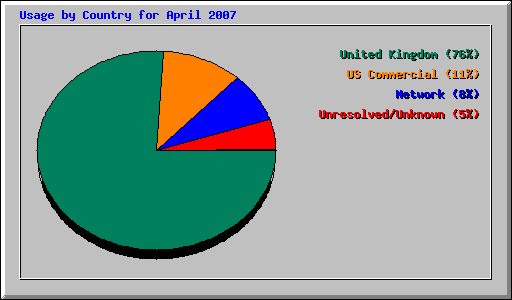 Usage by Country for April 2007
United Kingdom (76%)
US Commercial (11%)
Network (8%)
Unresolved/Unknown (5%)